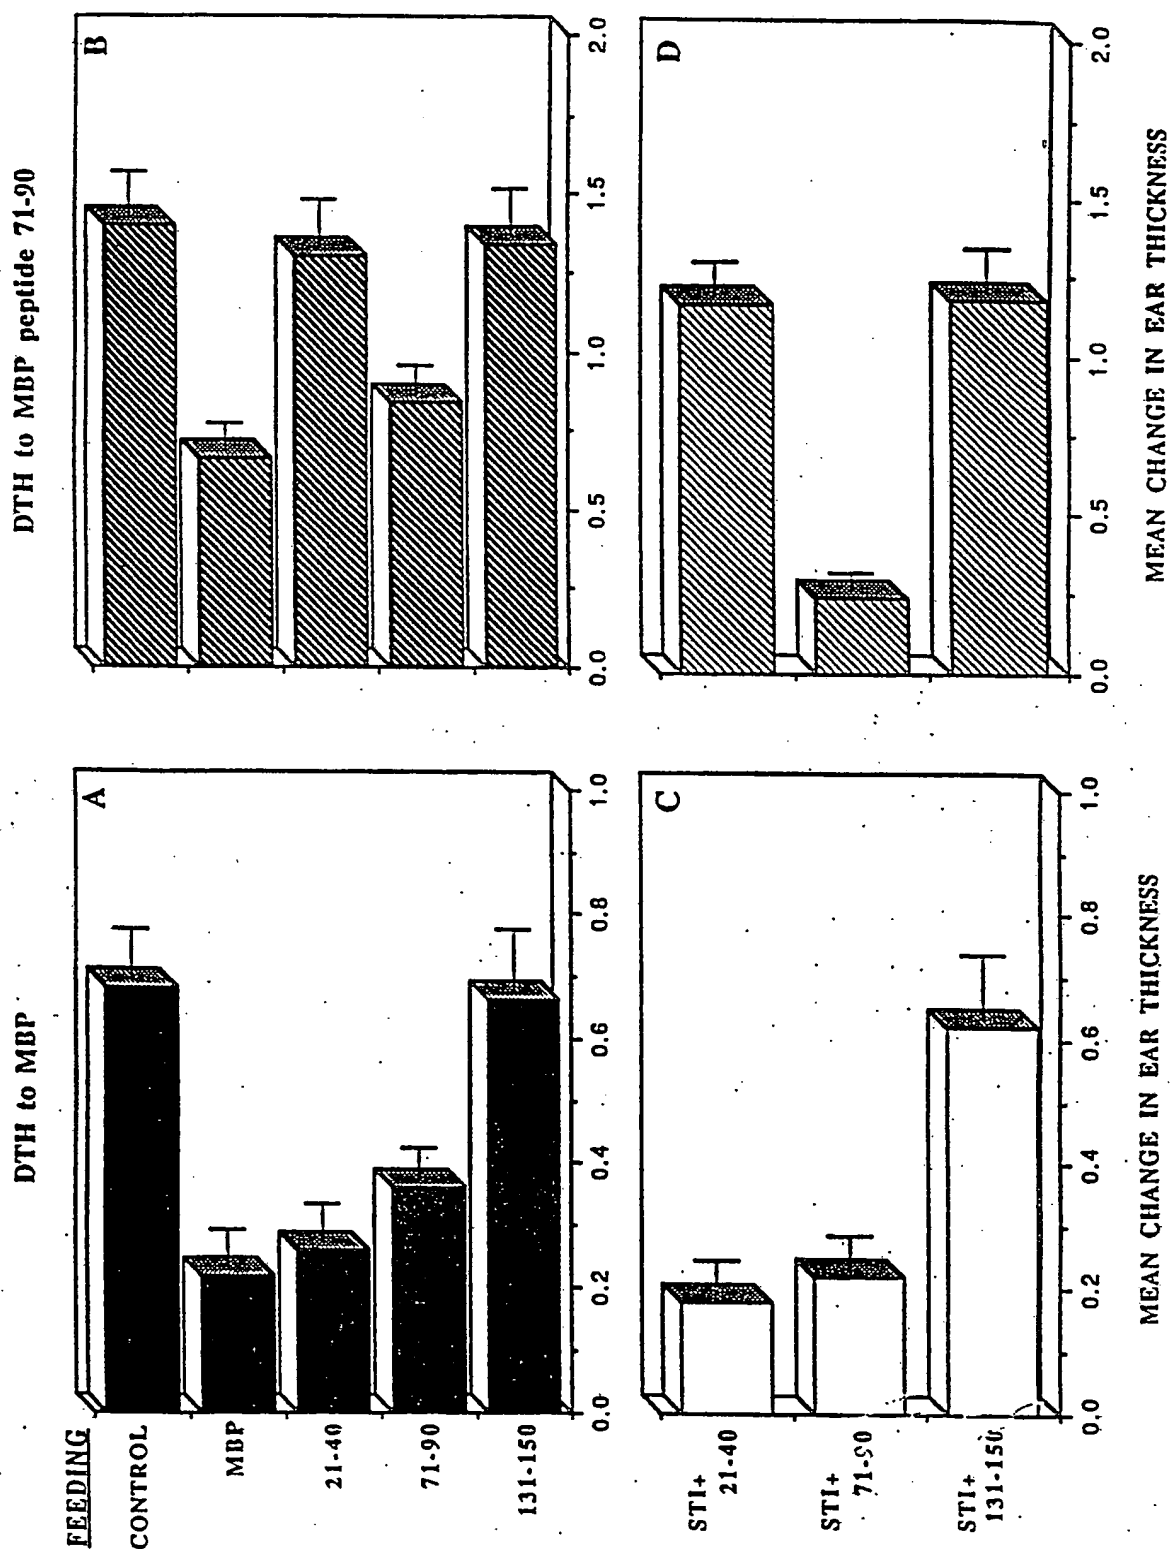 DTH to MBP
DTH to MBP peptide 71-90
FEEDING
CONTROL
MBP
21-40
71-90
131-150
A
0.0
0.2
0.4
0.6
0.8
1.0
B
0.0
0.5
1.0
1.5
2.0
STI+
21-40
STI+
71-90
STI+
131-150
C
0.0
0.2
0.4
0.6
0.8
1.0
MEAN CHANGE IN EAR THICKNESS
D
0.0
0.5
1.0
1.5
2.0
MEAN CHANGE IN EAR THICKNESS